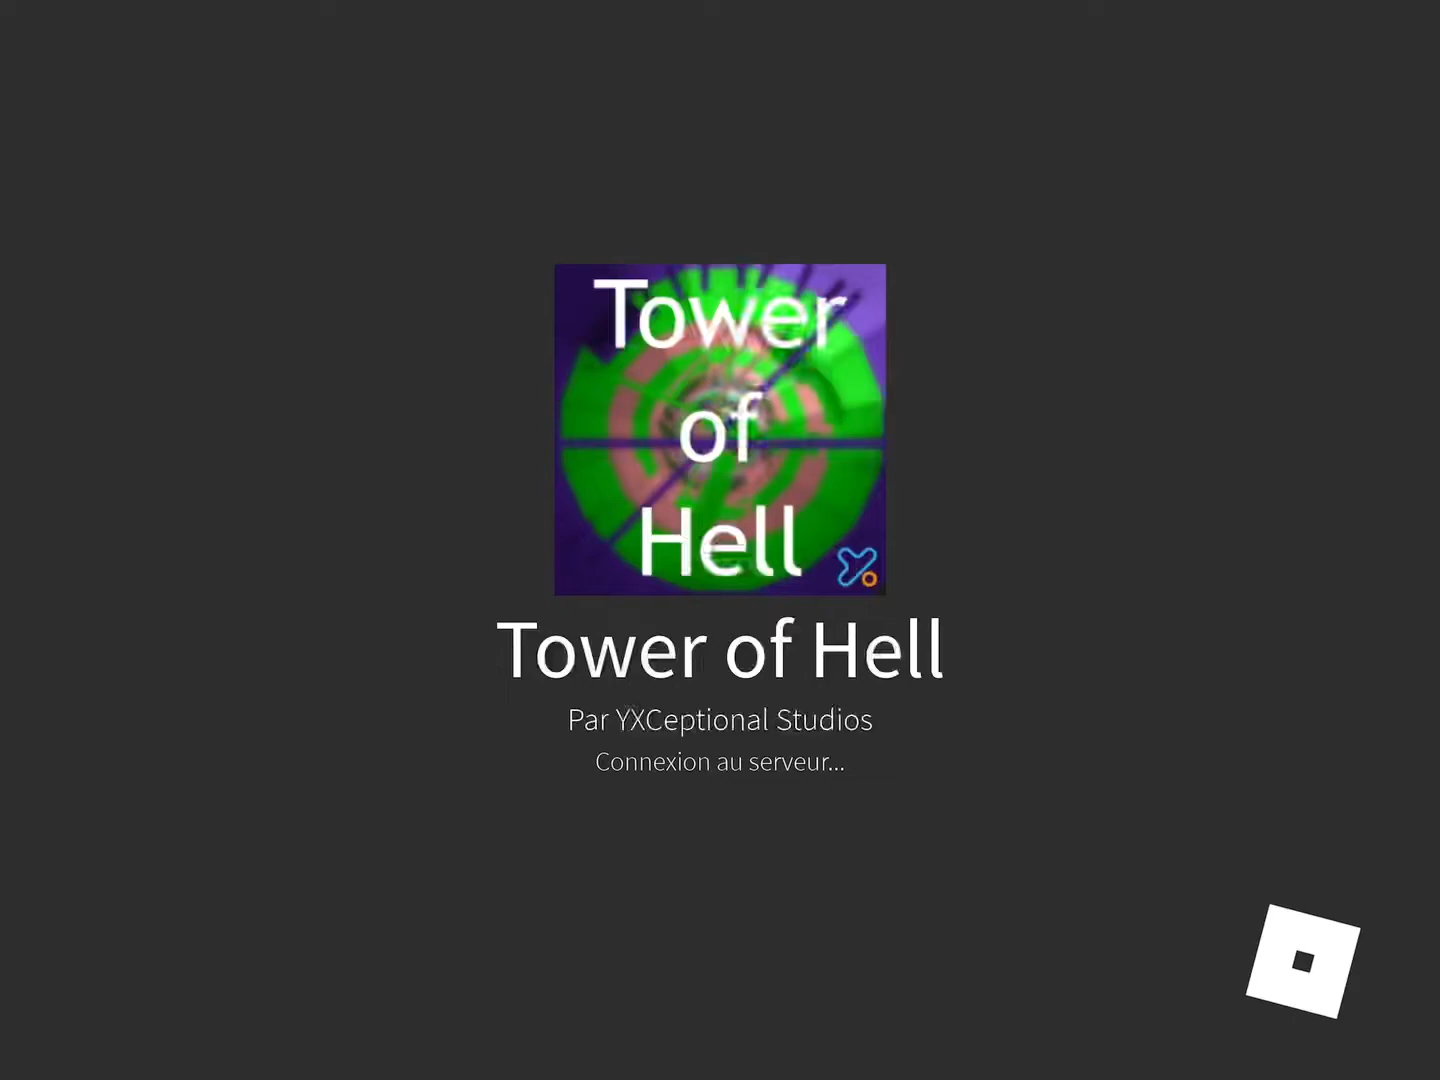 Tower
of
Hell
Tower of Hell
Par YXCeptional Studios
Connexion au serveur...